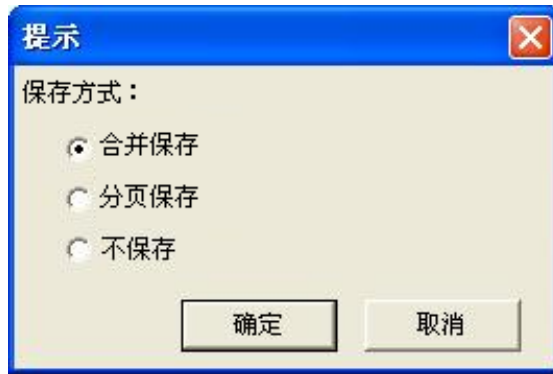 提示
保存方式：
合并保存
分页保存
不保存
确定 取消